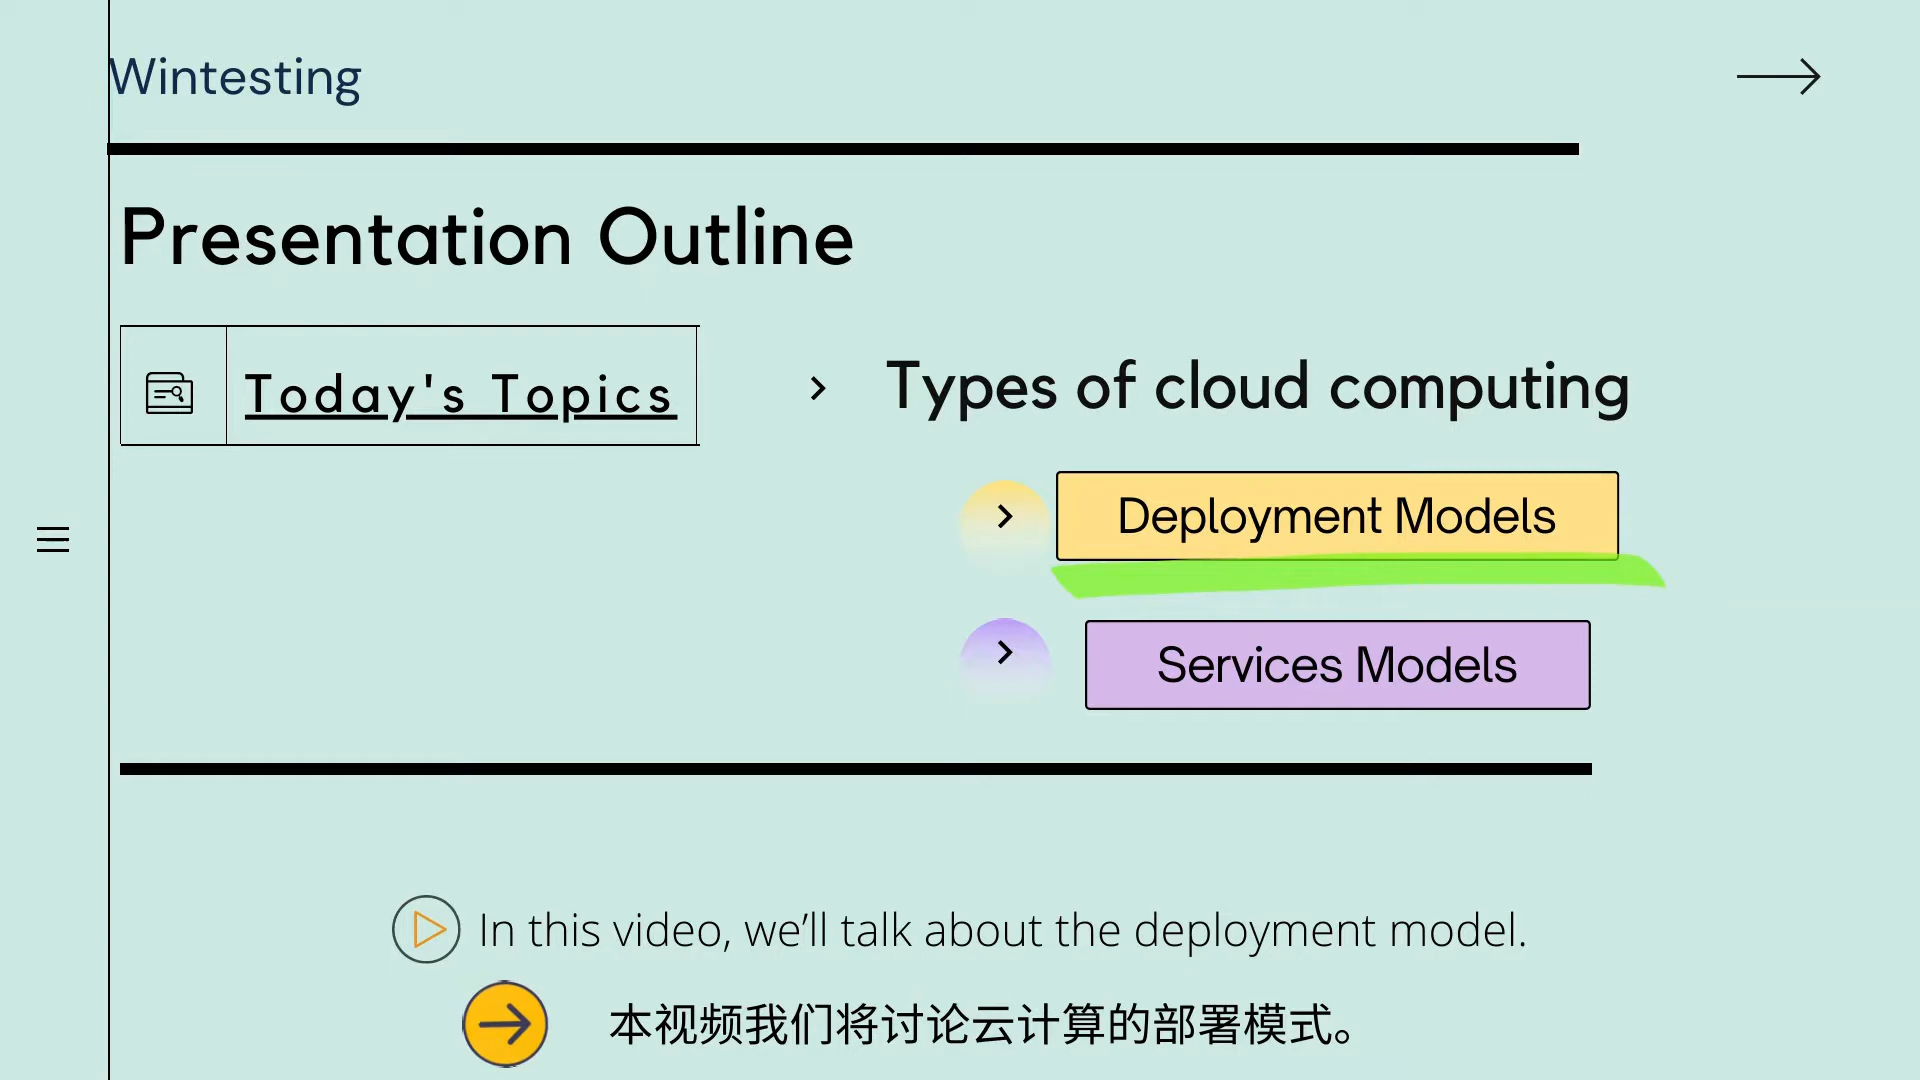 Wintesting
Presentation Outline
Today's Topics
Types of cloud computing
Deployment Models
Services Models
In this video, we’ll talk about the deployment model.
本视频我们将讨论云计算的部署模式。